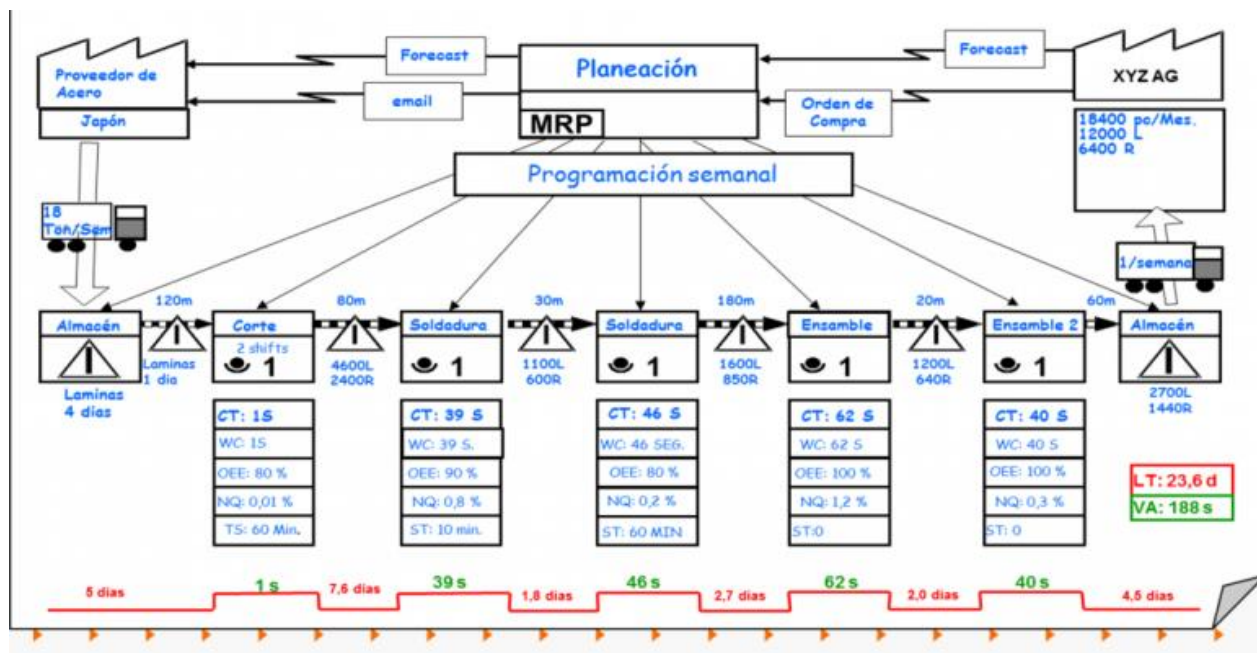 Proveedor de
Acero
Japón
Forecast
email
Planeación
MRP
Programación semanal
Forecast
Orden de
Compra
XYZ AG
18400 pc/Mes.
12000 L
6400 R
18
Ton/Sem
1/semana
120m
80m
30m
180m
20m
60m
Almacén
Laminas
4 dias
Laminas
1 dia
Corte
2 shifts
1
4600L
2400R
Soldadura
1
1100L
600R
Soldadura
1
1600L
850R
Ensamble
1
1200L
640R
Ensamble 2
1
Almacén
2700L
1440R
CT: 1S
WC: 1S
OEE: 80 %
NQ: 0,01 %
TS: 60 Min.
CT: 39 S
WC: 39 S.
OEE: 90 %
NQ: 0,8 %
ST: 10 min.
CT: 46 S
WC: 46 SEG.
OEE: 80 %
NQ: 0,2 %
ST: 60 MIN
CT: 62 S
WC: 62 S
OEE: 100 %
NQ: 1,2 %
ST:0
CT: 40 S
WC: 40 S
OEE: 100 %
NQ: 0,3 %
ST: 0
LT: 23,6 d
VA: 188 s
5 dias
1 s
7,6 dias
39 s
1,8 dias
46 s
2,7 dias
62 s
2,0 dias
40 s
4,5 dias